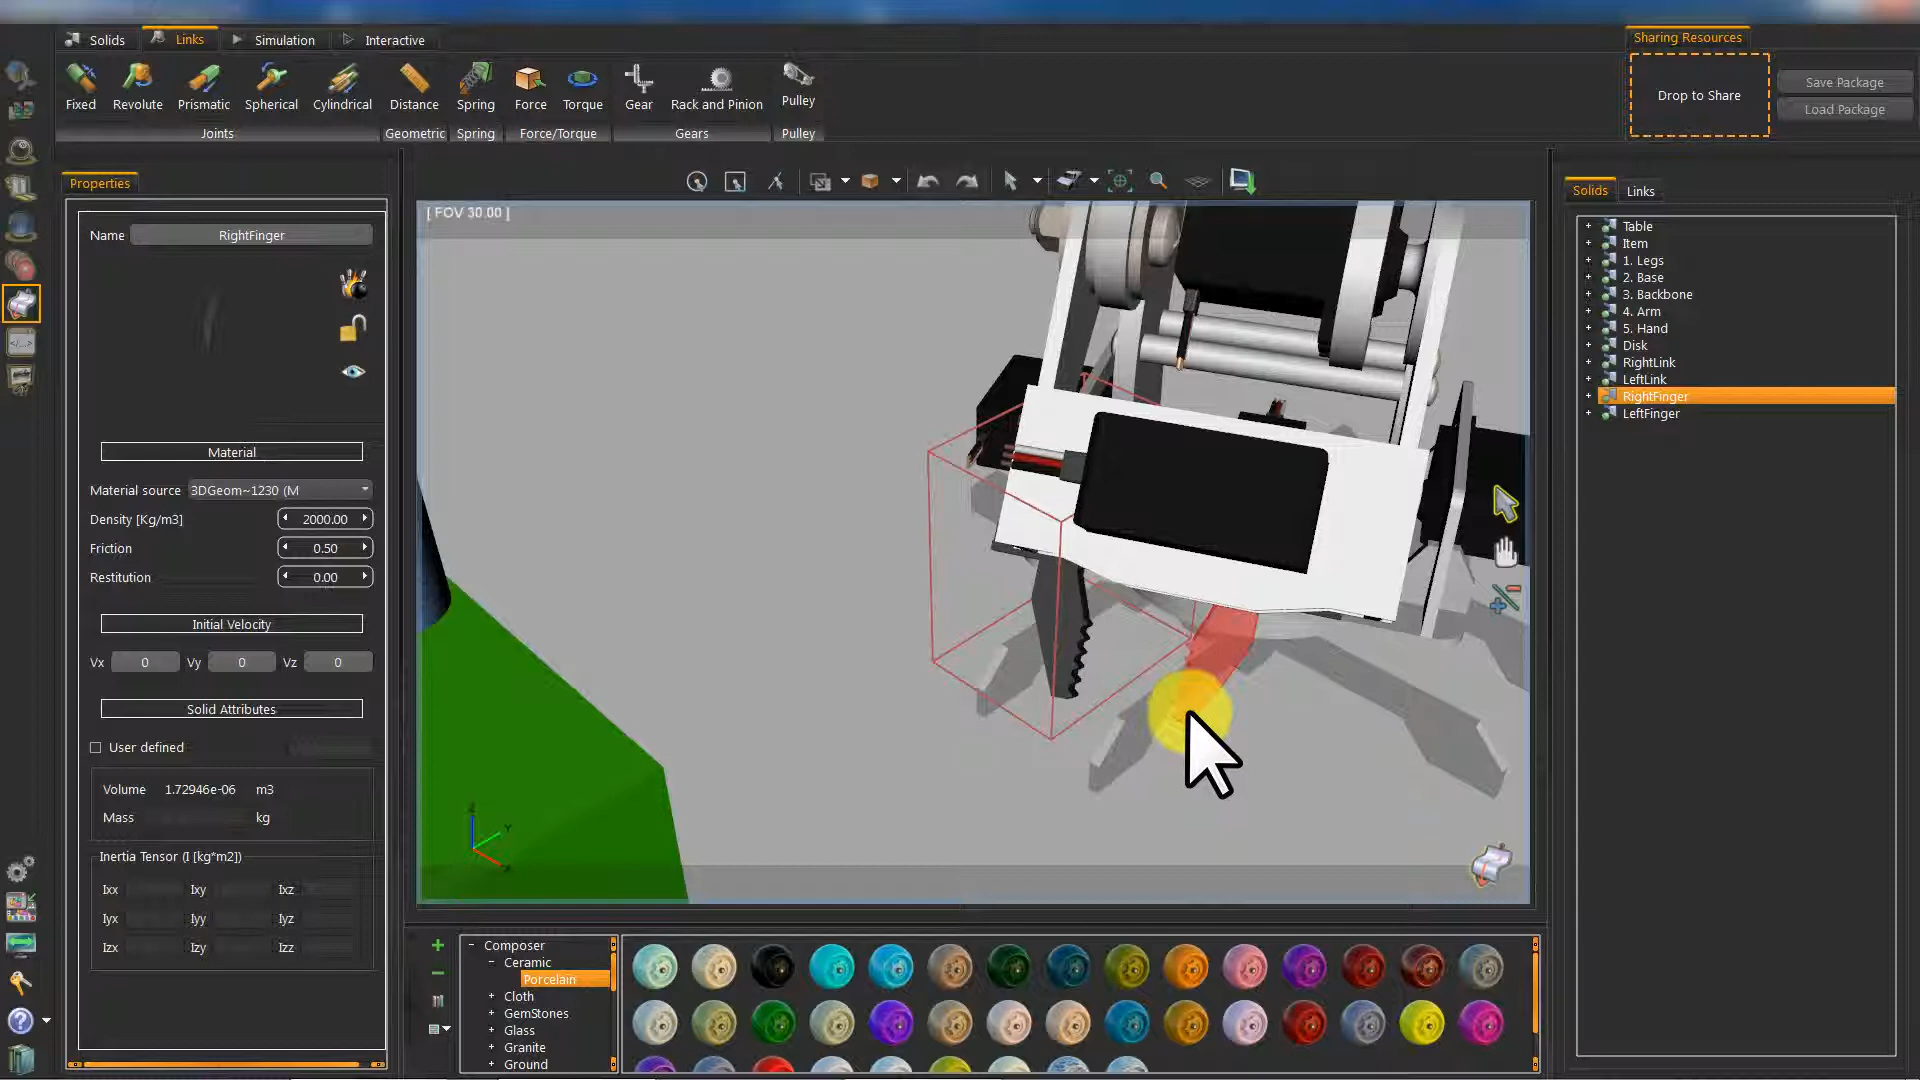 Solids
Links
Simulation
Interactive
Sharing Resources
Fixed
Revolute
Prismatic
Spherical
Cylindrical
Distance
Spring
Force
Torque
Gear
Rack and Pinion
Pulley
Joints
Geometric
Spring
Force/Torque
Gears
Pulley
Drop to Share
Save Package
Load Package
Properties
Name
RightFinger
Material
Material source
3DGeom~1230 (M
Density [Kg/m3]
2000.00
Friction
0.50
Restitution
0.00
Initial Velocity
Vx
0
Vy
0
Vz
0
Solid Attributes
User defined
Volume
1.72946e-06
m3
Mass
kg
Inertia Tensor (I [kg*m2])
Ixx
Ixy
Ixz
Iyx
Iyy
Iyz
Izx
Izy
Izz
[ FOV 30.00 ]
Z
Y
X
Composer
Ceramic
Porcelain
Cloth
GemStones
Glass
Granite
Ground
Solids
Links
Table
Item
1. Legs
2. Base
3. Backbone
4. Arm
5. Hand
Disk
RightLink
LeftLink
RightFinger
LeftFinger